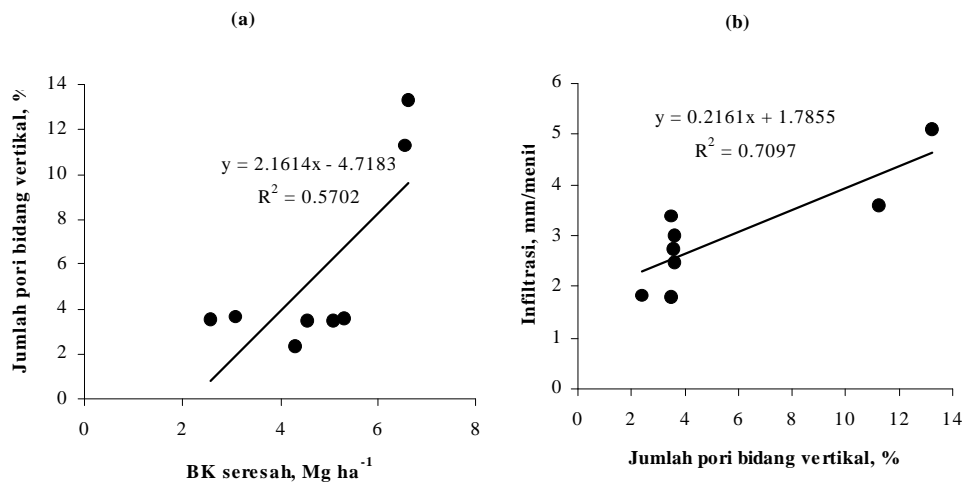 (a)
Jumlah pori bidang vertikal, %
14
12
10
8
6
4
2
0
y = 2.1614x - 4.7183
R² = 0.5702
0 2 4 6 8
BK seresah, Mg ha⁻¹
(b)
Infiltrasi, mm/menit
6
5
4
3
2
1
0
y = 0.2161x + 1.7855
R² = 0.7097
0 2 4 6 8 10 12 14
Jumlah pori bidang vertikal, %